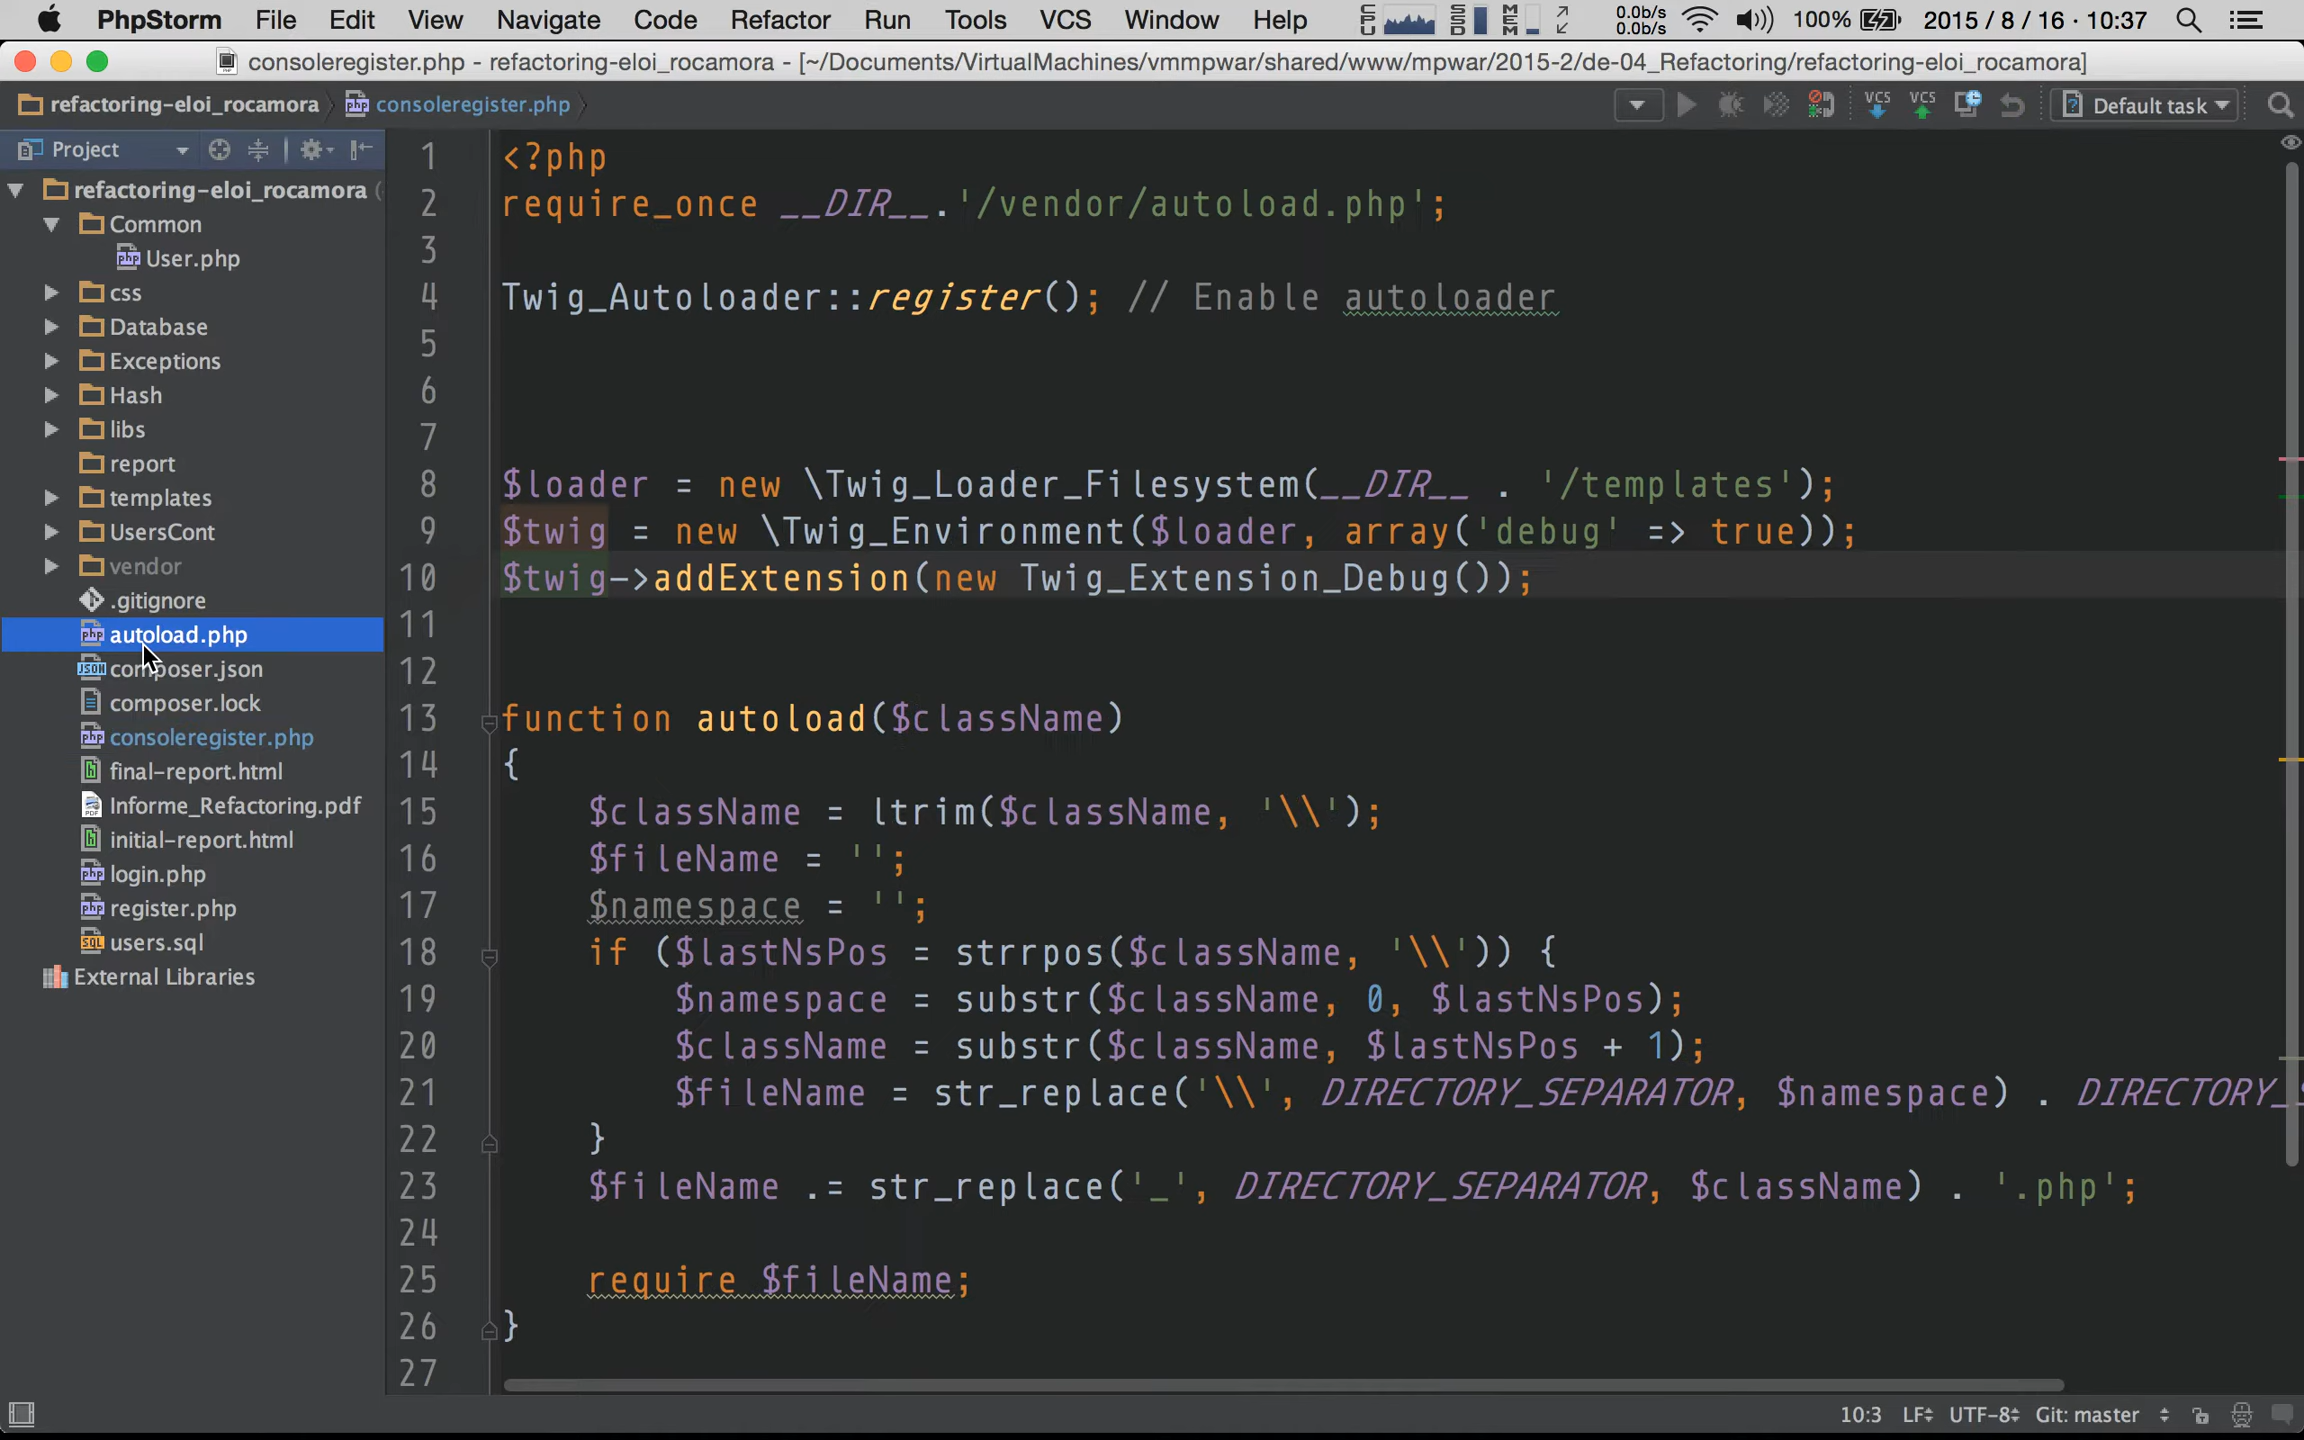 PhpStorm File Edit View Navigate Code Refactor Run Tools VCS Window Help CPU SSD MEM 0.0b/s 0.0b/s 100% 2015 / 8 / 16 · 10:37
consoleregister.php - refactoring-eloi_rocamora - [~/Documents/VirtualMachines/vmmpwar/shared/www/mpwar/2015-2/de-04_Refactoring/refactoring-eloi_rocamora]
refactoring-eloi_rocamora consoleregister.php VCS VCS Default task
Project
refactoring-eloi_rocamora (
Common
User.php
css
Database
Exceptions
Hash
libs
report
templates
UsersCont
vendor
.gitignore
autoload.php
composer.json
composer.lock
consoleregister.php
final-report.html
Informe_Refactoring.pdf
initial-report.html
login.php
register.php
users.sql
External Libraries
1 <?php
2 require_once __DIR__.'/vendor/autoload.php';
3
4 Twig_Autoloader::register(); // Enable autoloader
5
6
7
8 $loader = new \Twig_Loader_Filesystem(__DIR__ . '/templates');
9 $twig = new \Twig_Environment($loader, array('debug' => true));
10 $twig->addExtension(new Twig_Extension_Debug());
11
12
13 function autoload($className)
14 {
15 $className = ltrim($className, '\\');
16 $fileName = '';
17 $namespace = '';
18 if ($lastNsPos = strrpos($className, '\\')) {
19 $namespace = substr($className, 0, $lastNsPos);
20 $className = substr($className, $lastNsPos + 1);
21 $fileName = str_replace('\\', DIRECTORY_SEPARATOR, $namespace) . DIRECTORY_S
22 }
23 $fileName .= str_replace('_', DIRECTORY_SEPARATOR, $className) . '.php';
24
25 require $fileName;
26 }
27
10:3 LF UTF-8 Git: master